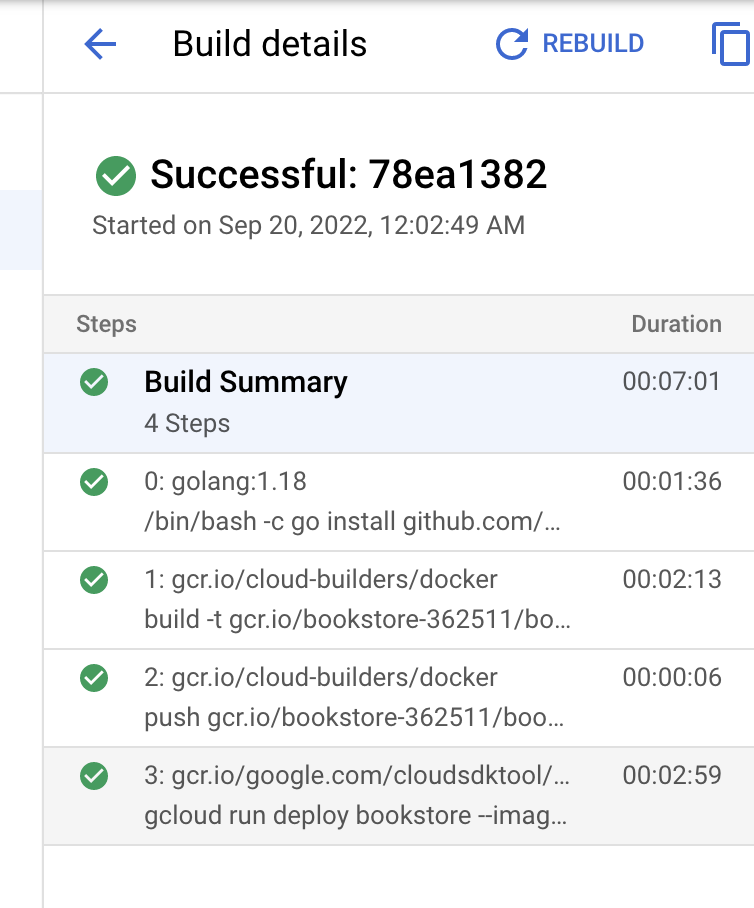 Build details
REBUILD
Successful: 78ea1382
Started on Sep 20, 2022, 12:02:49 AM
Steps Duration
Build Summary 00:07:01
4 Steps
0: golang:1.18 00:01:36
/bin/bash -c go install github.com/…
1: gcr.io/cloud-builders/docker 00:02:13
build -t gcr.io/bookstore-362511/bo…
2: gcr.io/cloud-builders/docker 00:00:06
push gcr.io/bookstore-362511/boo…
3: gcr.io/google.com/cloudsdktool/… 00:02:59
gcloud run deploy bookstore --imag…